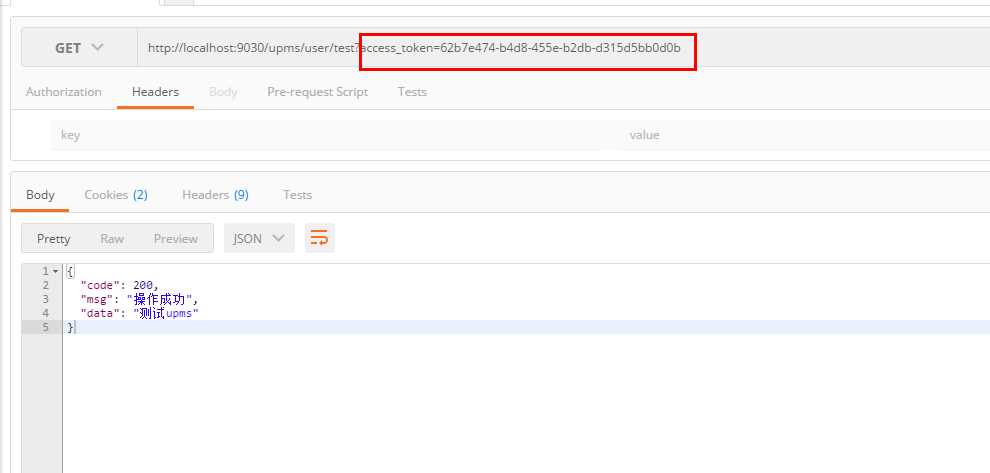 GET
http://localhost:9030/upms/user/test?access_token=62b7e474-b4d8-455e-b2db-d315d5bb0d0b
Authorization Headers Body Pre-request Script Tests
key value
Body Cookies (2) Headers (9) Tests
Pretty Raw Preview JSON
1 {
2 "code": 200,
3 "msg": "操作成功",
4 "data": "测试upms"
5 }